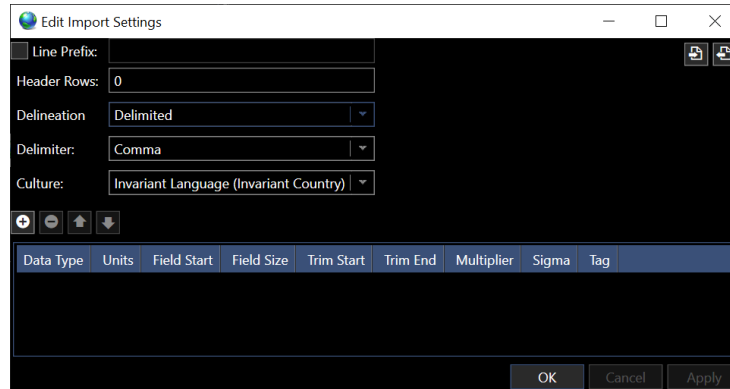 Edit Import Settings
Line Prefix:
Header Rows: 0
Delineation Delimited
Delimiter: Comma
Culture: Invariant Language (Invariant Country)
Data Type Units Field Start Field Size Trim Start Trim End Multiplier Sigma Tag
OK Cancel Apply